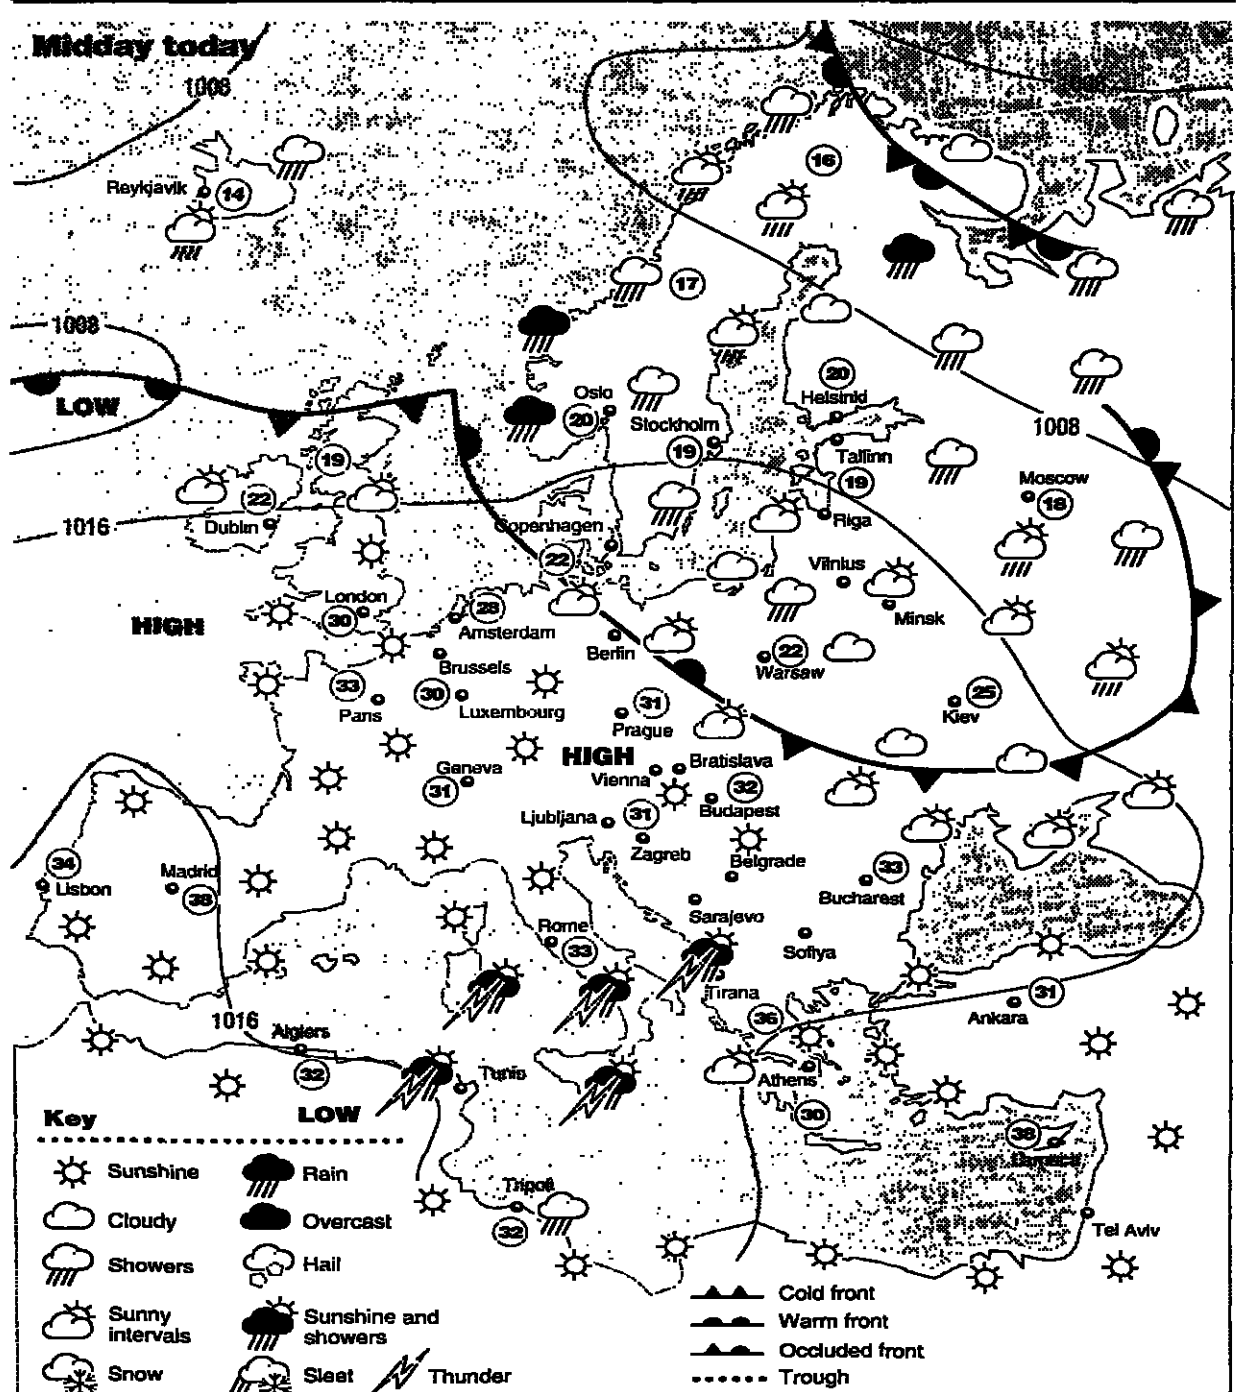 Midday today
1008
Reykjavik
14
16
17
1008
LOW
20
Oslo
20
Helsinki
Stockholm
19
1008
19
Tallinn
19
Moscow
18
22
Dublin
1016
Copenhagen
22
Riga
Vilnius
Minsk
London
30
HIGH
28
Amsterdam
Berlin
Brussels
30
Luxembourg
33
Paris
22
Warsaw
25
Kiev
31
Prague
HIGH
Bratislava
Vienna
Geneva
31
32
Budapest
Ljubljana
31
Zagreb
Belgrade
34
Lisbon
Madrid
38
33
Bucharest
Sarajevo
Rome
33
Sofiya
Tirana
36
31
Ankara
1016
Algiers
32
Tunis
Athens
30
LOW
38
Larnaca
Tripoli
32
Tel Aviv
Key
Sunshine
Rain
Cloudy
Overcast
Showers
Hail
Sunny intervals
Sunshine and showers
Snow
Sleet
Thunder
Cold front
Warm front
Occluded front
Trough